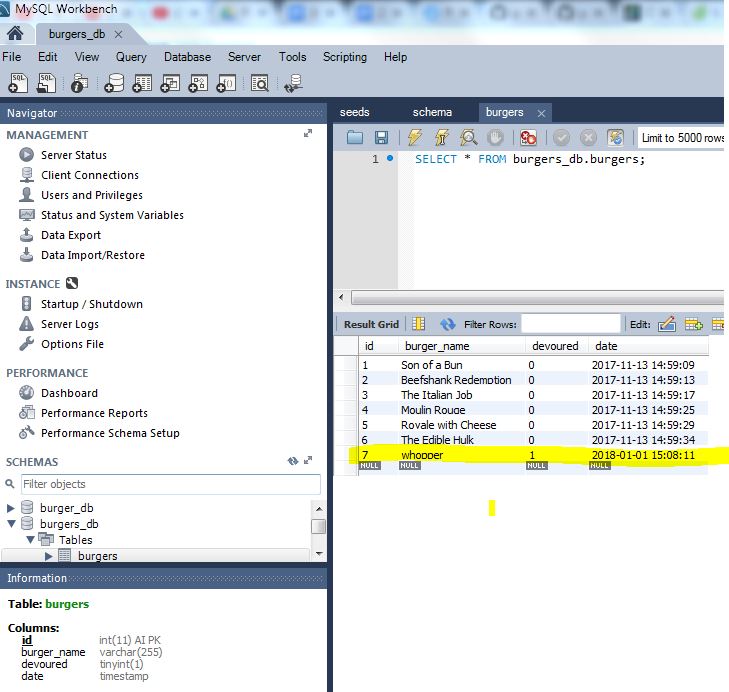 MySQL Workbench
burgers_db
File Edit View Query Database Server Tools Scripting Help
Navigator
MANAGEMENT
Server Status
Client Connections
Users and Privileges
Status and System Variables
Data Export
Data Import/Restore
INSTANCE
Startup / Shutdown
Server Logs
Options File
PERFORMANCE
Dashboard
Performance Reports
Performance Schema Setup
SCHEMAS
Filter objects
burger_db
burgers_db
Tables
burgers
Information
Table: burgers
Columns:
id int(11) AI PK
burger_name varchar(255)
devoured tinyint(1)
date timestamp
seeds schema burgers
Limit to 5000 rows
1 SELECT * FROM burgers_db.burgers;
Result Grid Filter Rows: Edit:
id burger_name devoured date
1 Son of a Bun 0 2017-11-13 14:59:09
2 Beefshank Redemption 0 2017-11-13 14:59:13
3 The Italian Job 0 2017-11-13 14:59:17
4 Moulin Rouge 0 2017-11-13 14:59:25
5 Royale with Cheese 0 2017-11-13 14:59:29
6 The Edible Hulk 0 2017-11-13 14:59:34
7 whopper 1 2018-01-01 15:08:11
NULL NULL NULL NULL